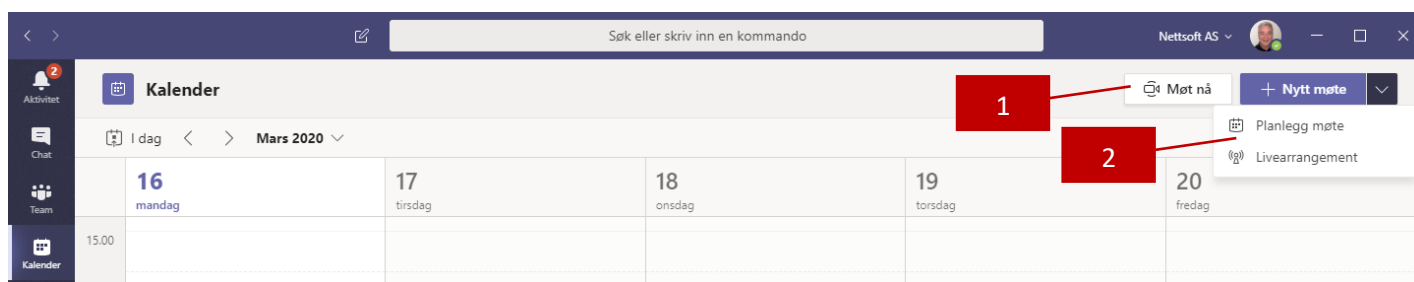 Søk eller skriv inn en kommando
Nettsoft AS
2
Aktivitet
Kalender
1
Møt nå
+ Nytt møte
Chat
I dag
Mars 2020
2
Planlegg møte
Livearrangement
Team
16
mandag
17
tirsdag
18
onsdag
19
torsdag
20
fredag
Kalender
15.00